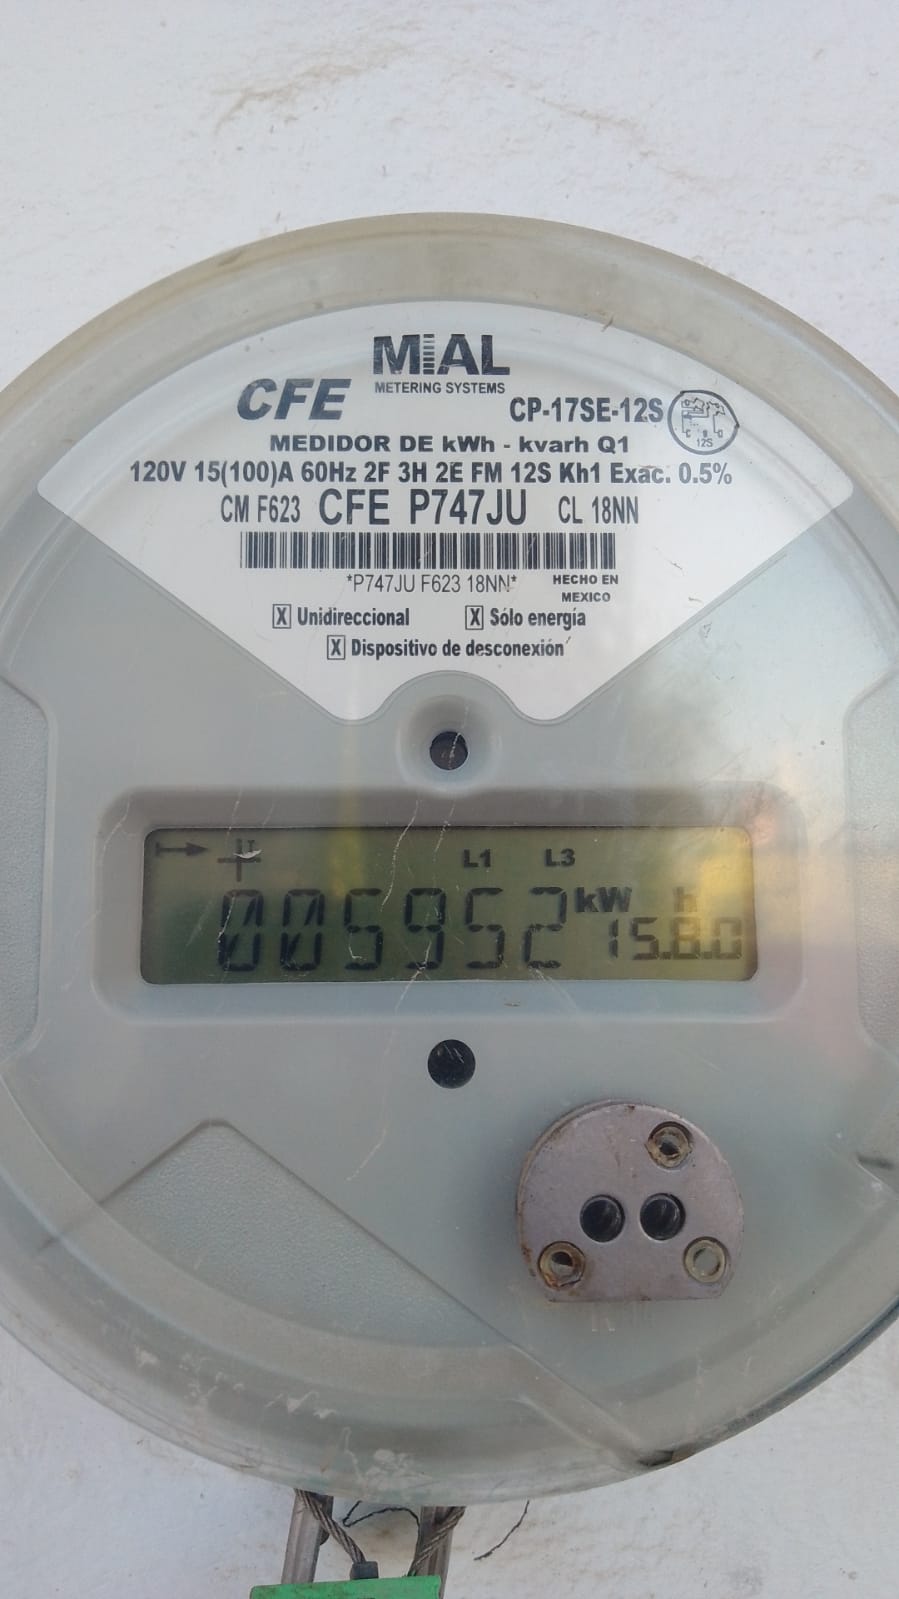 MIAL
METERING SYSTEMS
CFE
CP-17SE-12S
12S
MEDIDOR DE kWh - kvarh Q1
120V 15(100)A 60Hz 2F 3H 2E FM 12S Kh1 Exac. 0.5%
CM F623 CFE P747JU CL 18NN
*P747JU F623 18NN*
HECHO EN
MEXICO
X Unidireccional X Sólo energía
X Dispositivo de desconexión
L1 L3
005952 kW h
15.8.0